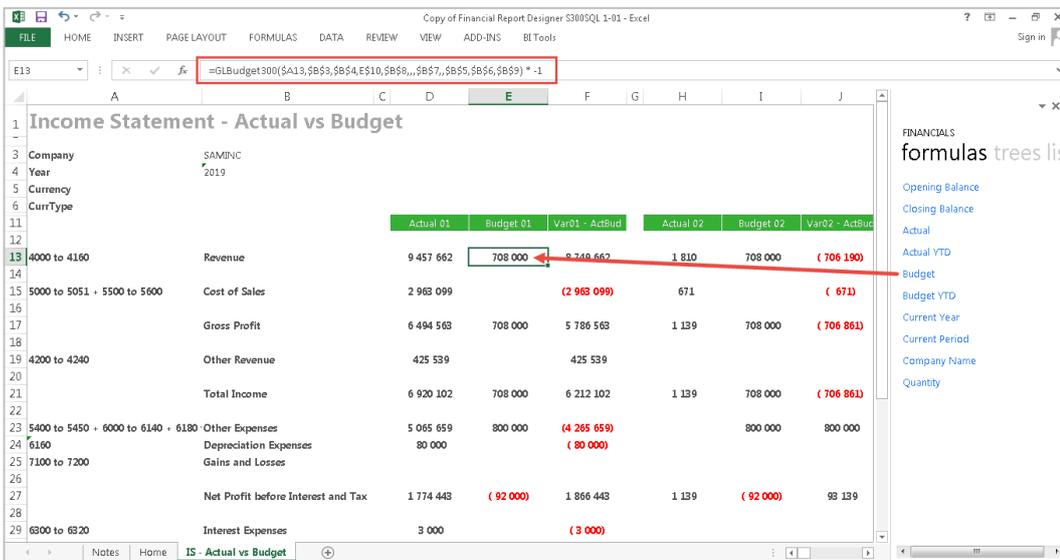 Copy of Financial Report Designer S300SQL 1-01 - Excel
FILE HOME INSERT PAGE LAYOUT FORMULAS DATA REVIEW VIEW ADD-INS BI Tools Sign in
E13 fx =GLBudget300($A13,$B$3,$B$4,E$10,$B$8,,,$B$7,,$B$5,$B$6,$B$9) * -1
A B C D E F G H I J
1 Income Statement - Actual vs Budget
3 Company SAMINC
4 Year 2019
5 Currency
6 CurrType
11 Actual 01 Budget 01 Var01 - ActBud Actual 02 Budget 02 Var02 - ActBud
12
13 4000 to 4160 Revenue 9 457 662 708 000 8 749 662 1 810 708 000 ( 706 190)
14
15 5000 to 5051 + 5500 to 5600 Cost of Sales 2 963 099 (2 963 099) 671 ( 671)
16
17 Gross Profit 6 494 563 708 000 5 786 563 1 139 708 000 ( 706 861)
18
19 4200 to 4240 Other Revenue 425 539 425 539
20
21 Total Income 6 920 102 708 000 6 212 102 1 139 708 000 ( 706 861)
22
23 5400 to 5450 + 6000 to 6140 + 6180 Other Expenses 5 065 659 800 000 (4 265 659) 800 000 800 000
24 6160 Depreciation Expenses 80 000 ( 80 000)
25 7100 to 7200 Gains and Losses
26
27 Net Profit before Interest and Tax 1 774 443 ( 92 000) 1 866 443 1 139 ( 92 000) 93 139
28
29 6300 to 6320 Interest Expenses 3 000 ( 3 000)
Notes Home IS - Actual vs Budget
FINANCIALS
formulas trees lis
Opening Balance
Closing Balance
Actual
Actual YTD
Budget
Budget YTD
Current Year
Current Period
Company Name
Quantity